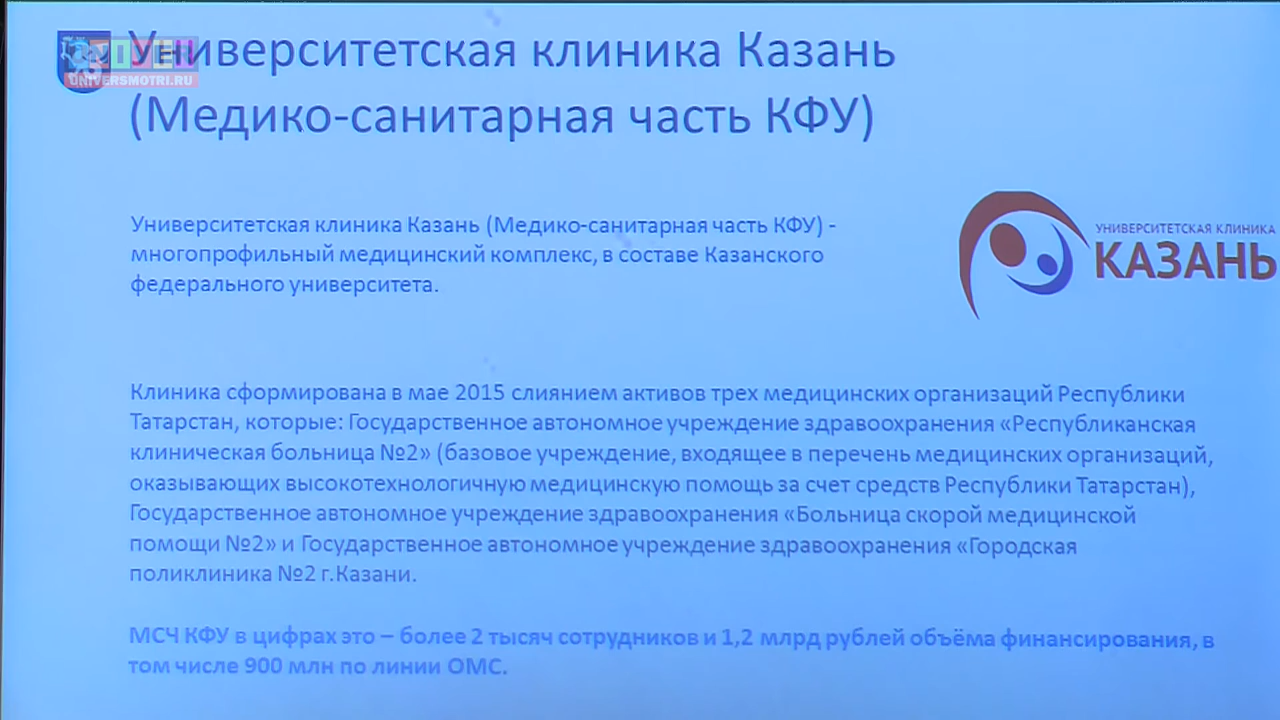 Университетская клиника Казань
UNIVERSMOTRI.RU
(Медико-санитарная часть КФУ)
Университетская клиника Казань (Медико-санитарная часть КФУ) -
многопрофильный медицинский комплекс, в составе Казанского
федерального университета.
УНИВЕРСИТЕТСКАЯ КЛИНИКА
КАЗАНЬ
Клиника сформирована в мае 2015 слиянием активов трех медицинских организаций Республики
Татарстан, которые: Государственное автономное учреждение здравоохранения «Республиканская
клиническая больница №2» (базовое учреждение, входящее в перечень медицинских организаций,
оказывающих высокотехнологичную медицинскую помощь за счет средств Республики Татарстан),
Государственное автономное учреждение здравоохранения «Больница скорой медицинской
помощи №2» и Государственное автономное учреждение здравоохранения «Городская
поликлиника №2 г.Казани.
МСЧ КФУ в цифрах это – более 2 тысяч сотрудников и 1,2 млрд рублей объёма финансирования, в
том числе 900 млн по линии ОМС.